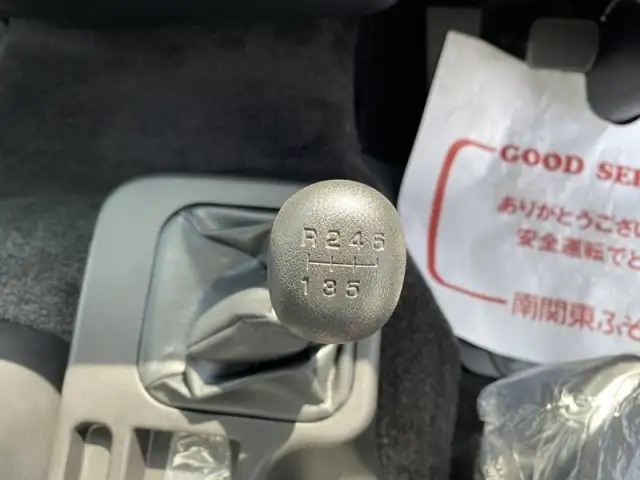 R 2 4 6
1 3 5
GOOD SER
ありがとうござい
安全運転でと
南関東ふそ